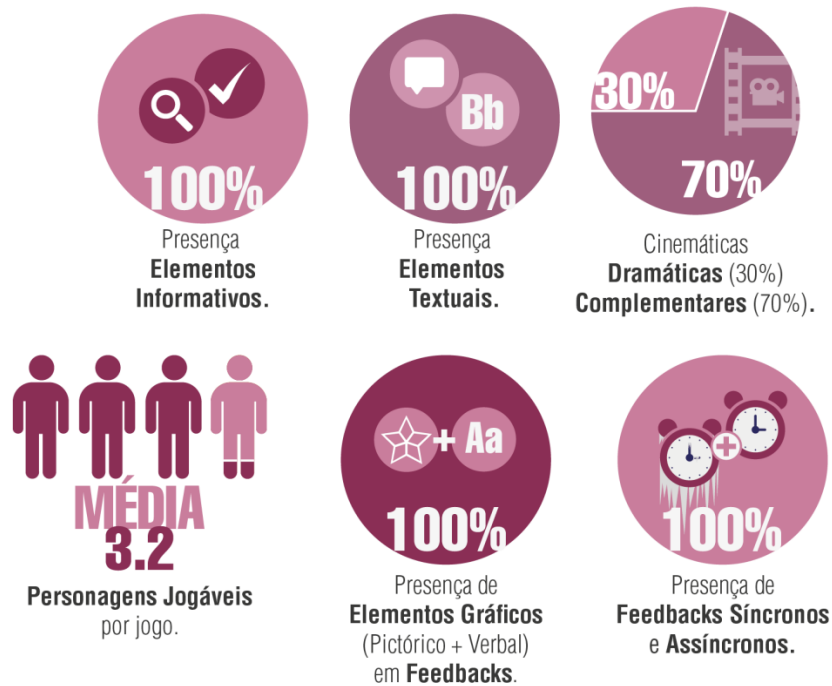 100%
Presença
Elementos
Informativos.
Bb
100%
Presença
Elementos
Textuais.
30%
70%
Cinemáticas
Dramáticas (30%)
Complementares (70%).
MÉDIA
3.2
Personagens Jogáveis
por jogo.
+ Aa
100%
Presença de
Elementos Gráficos
(Pictórico + Verbal)
em Feedbacks.
+
100%
Presença de
Feedbacks Síncronos
e Assíncronos.